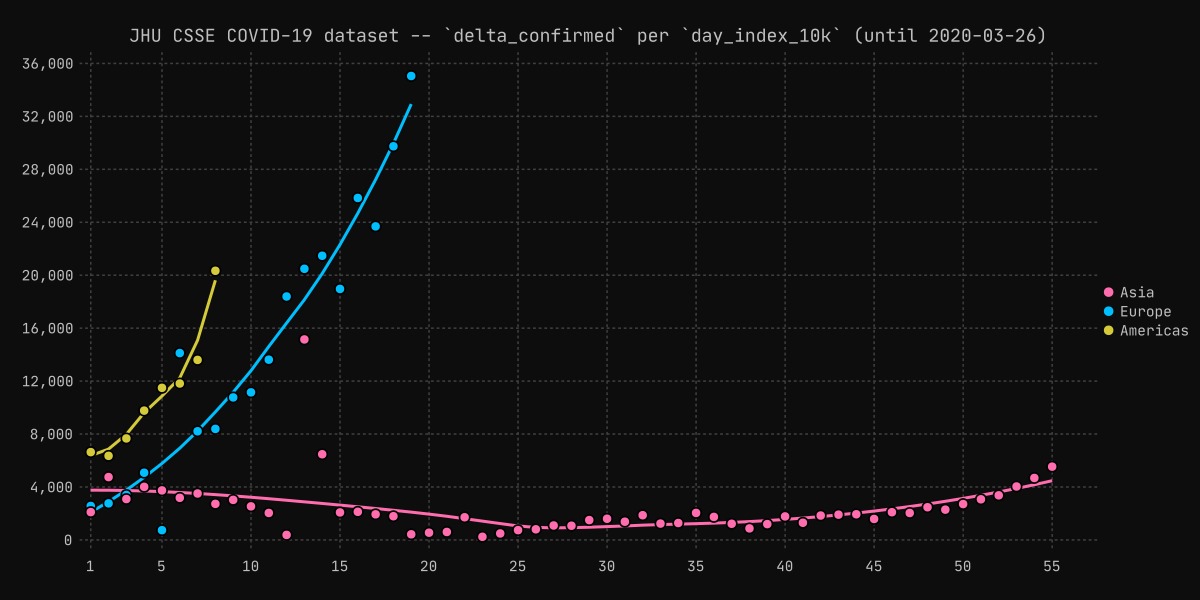 JHU CSSE COVID-19 dataset -- `delta_confirmed` per `day_index_10k` (until 2020-03-26)
36,000
32,000
28,000
24,000
20,000
16,000
12,000
8,000
4,000
0
1 5 10 15 20 25 30 35 40 45 50 55
Asia
Europe
Americas